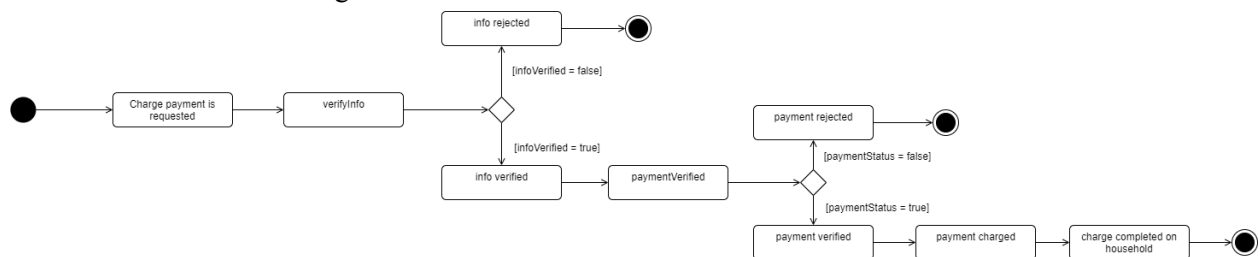 info rejected
[infoVerified = false]
Charge payment is
requested
verifyInfo
[infoVerified = true]
info verified
paymentVerified
payment rejected
[paymentStatus = false]
[paymentStatus = true]
payment verified
payment charged
charge completed on
household